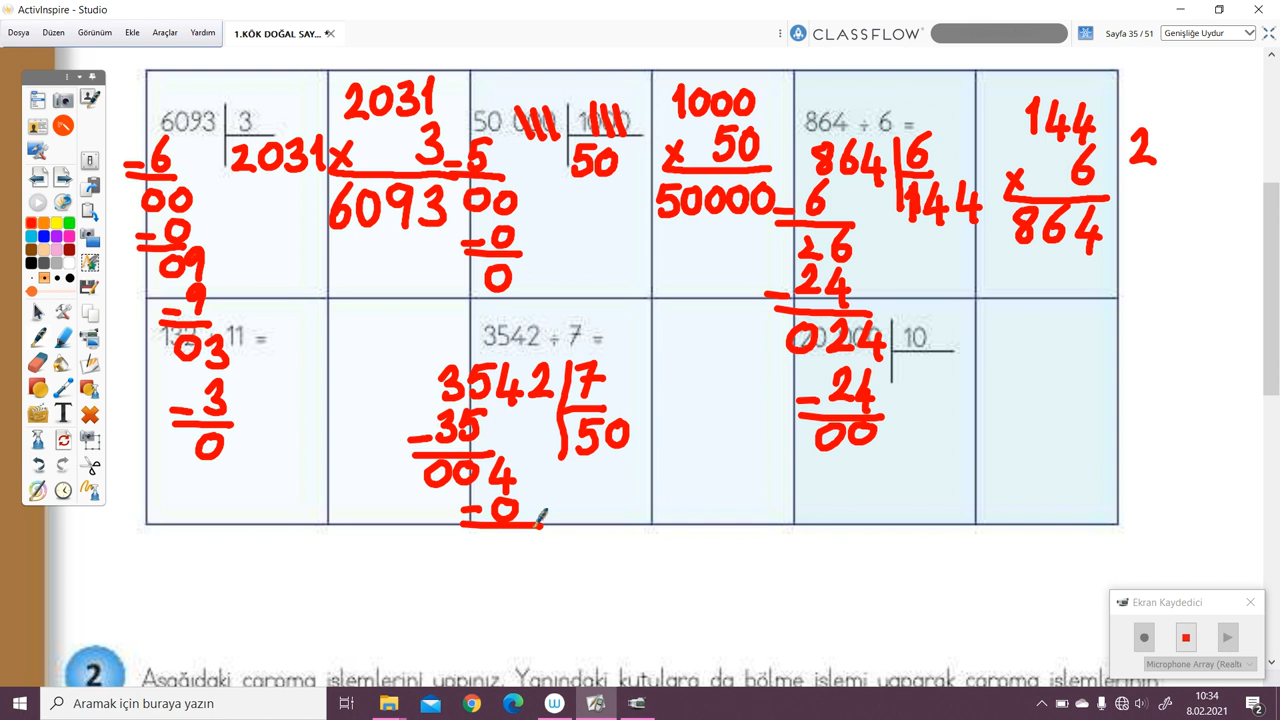 ActivInspire - Studio
Dosya Düzen Görünüm Ekle Araçlar Yardım
1.KÖK DOĞAL SAY...
CLASSFLOW
Sayfa 35 / 51
Genişliğe Uydur
6093 3
2031
- 6
00
- 0
09
- 9
03
- 3
0
2031
x 3
6093
50 000 1000
50
- 5
00
- 0
0
1000
x 50
50000
864 ÷ 6 =
864 6
144
- 6
26
- 24
024
- 24
00
144
x 6
864
2
11 =
3542 ÷ 7 =
3542 7
50
- 35
004
- 0
10
Ekran Kaydedici
Microphone Array (Realte
2 Aşağıdaki çarpma işlemlerini yapınız. Yanındaki kutulara da bölme işlemi yaparak çarpma işlemlerinin
Aramak için buraya yazın
10:34
8.02.2021
2